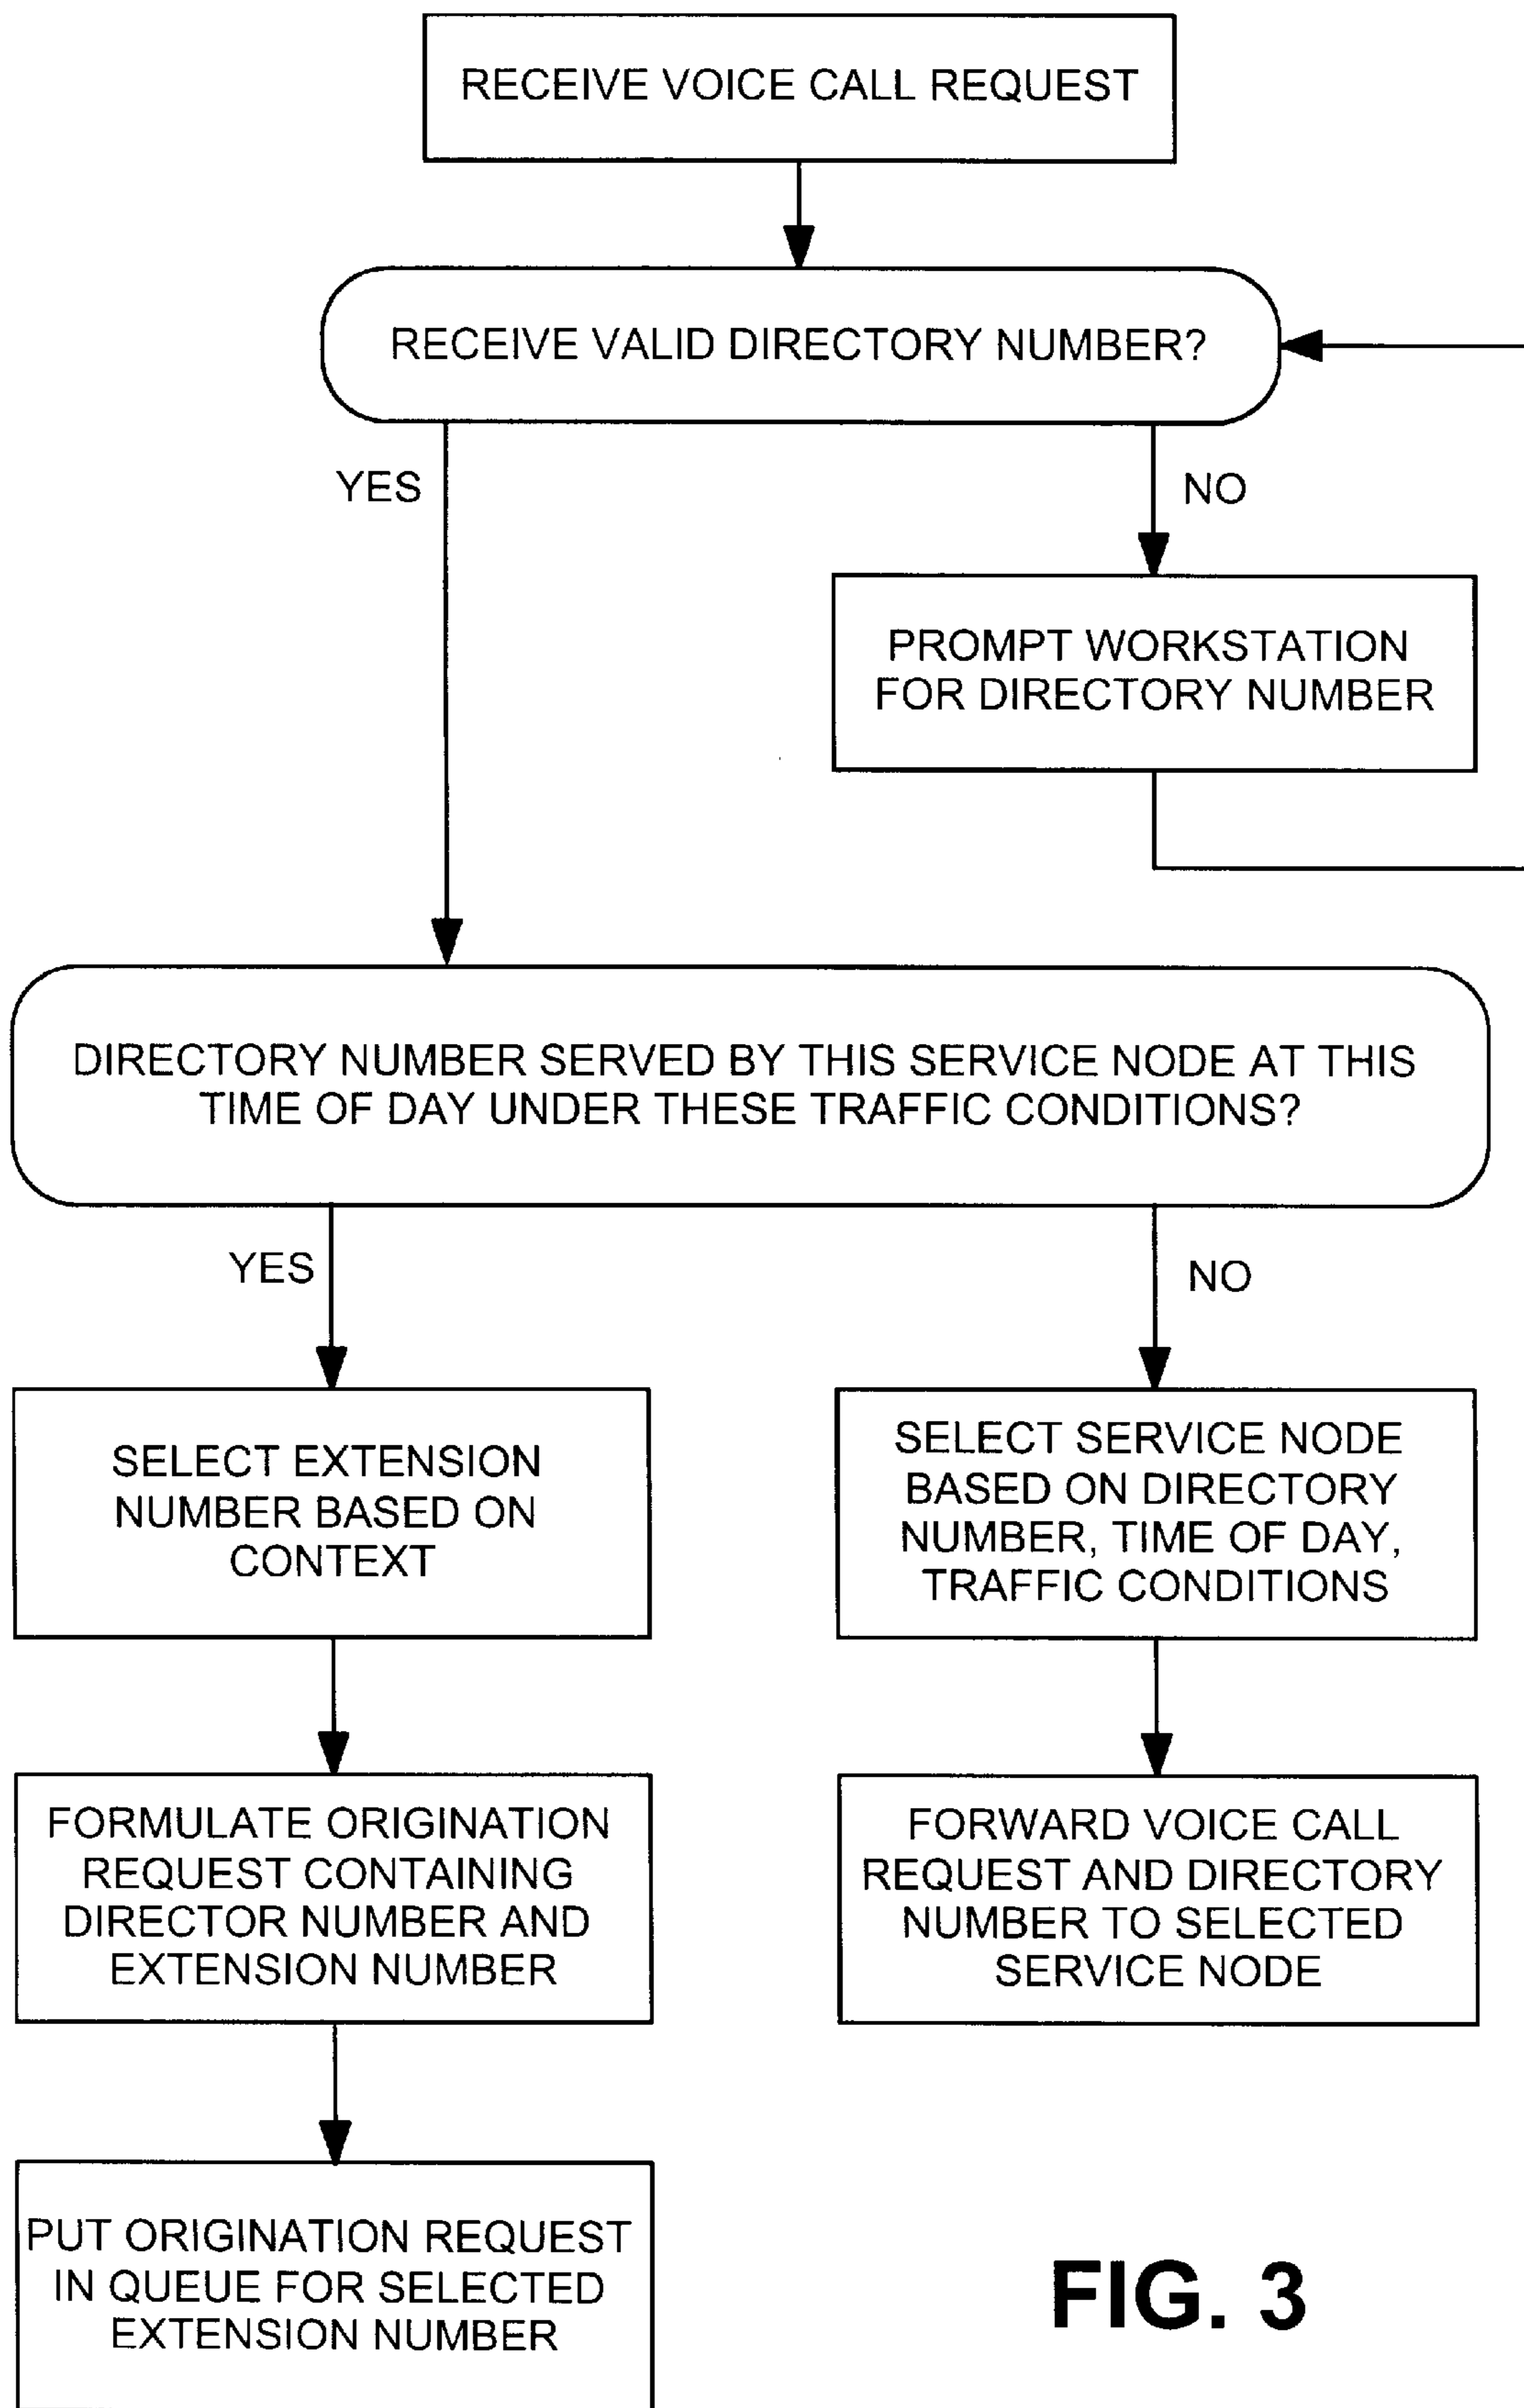 RECEIVE VOICE CALL REQUEST
RECEIVE VALID DIRECTORY NUMBER?
YES
NO
PROMPT WORKSTATION
FOR DIRECTORY NUMBER
DIRECTORY NUMBER SERVED BY THIS SERVICE NODE AT THIS
TIME OF DAY UNDER THESE TRAFFIC CONDITIONS?
YES
NO
SELECT EXTENSION
NUMBER BASED ON
CONTEXT
SELECT SERVICE NODE
BASED ON DIRECTORY
NUMBER, TIME OF DAY,
TRAFFIC CONDITIONS
FORMULATE ORIGINATION
REQUEST CONTAINING
DIRECTOR NUMBER AND
EXTENSION NUMBER
FORWARD VOICE CALL
REQUEST AND DIRECTORY
NUMBER TO SELECTED
SERVICE NODE
PUT ORIGINATION REQUEST
IN QUEUE FOR SELECTED
EXTENSION NUMBER
FIG. 3